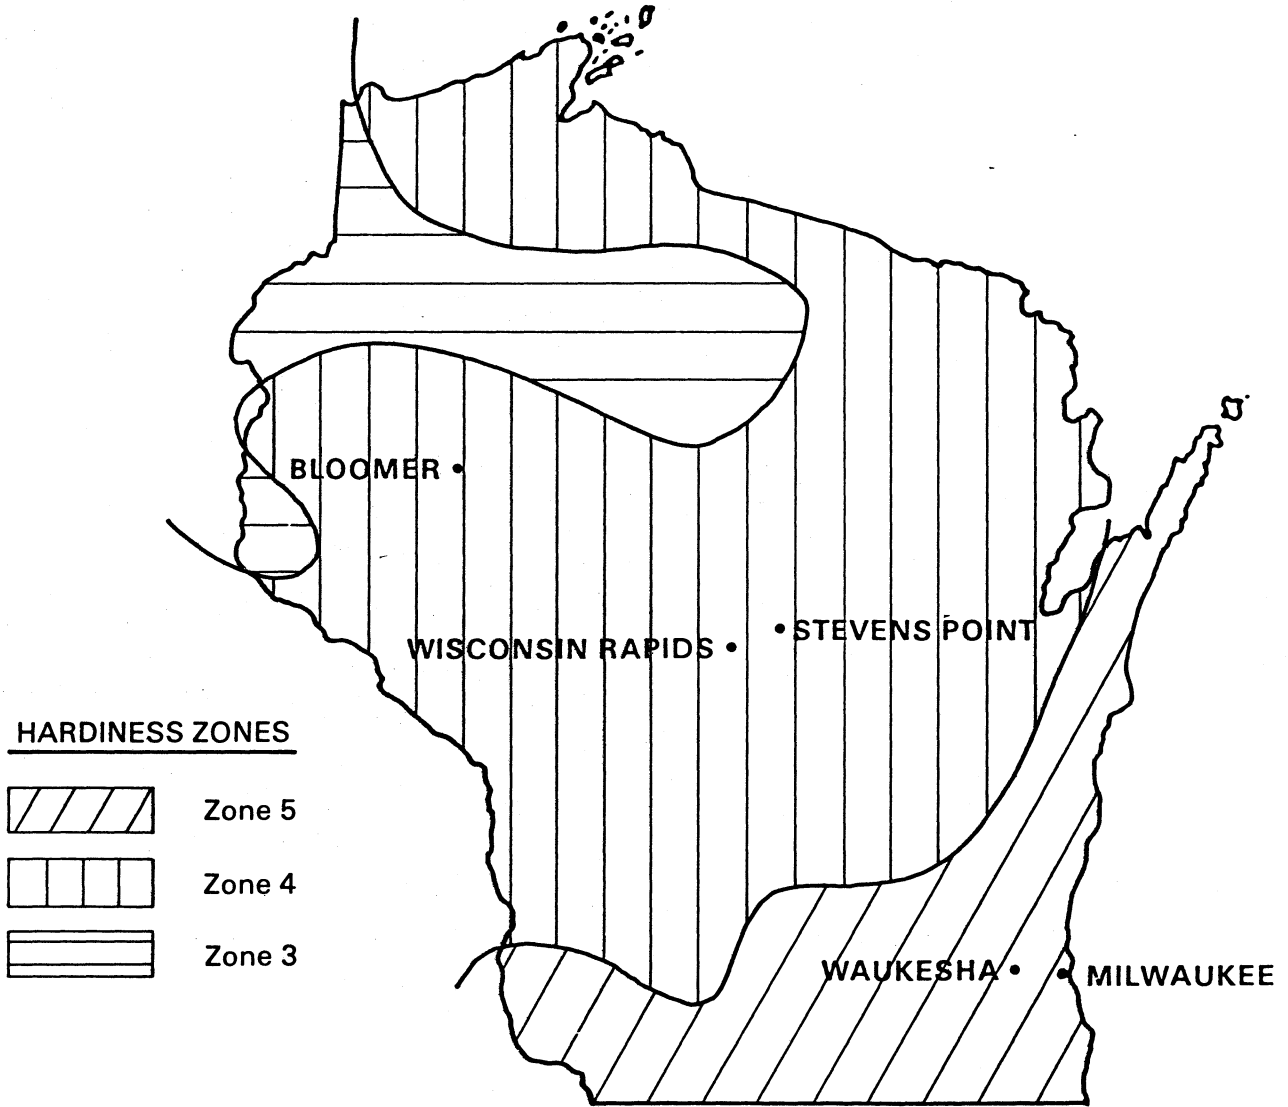 BLOOMER
STEVENS POINT
WISCONSIN RAPIDS
HARDINESS ZONES
Zone 5
Zone 4
Zone 3
WAUKESHA
MILWAUKEE